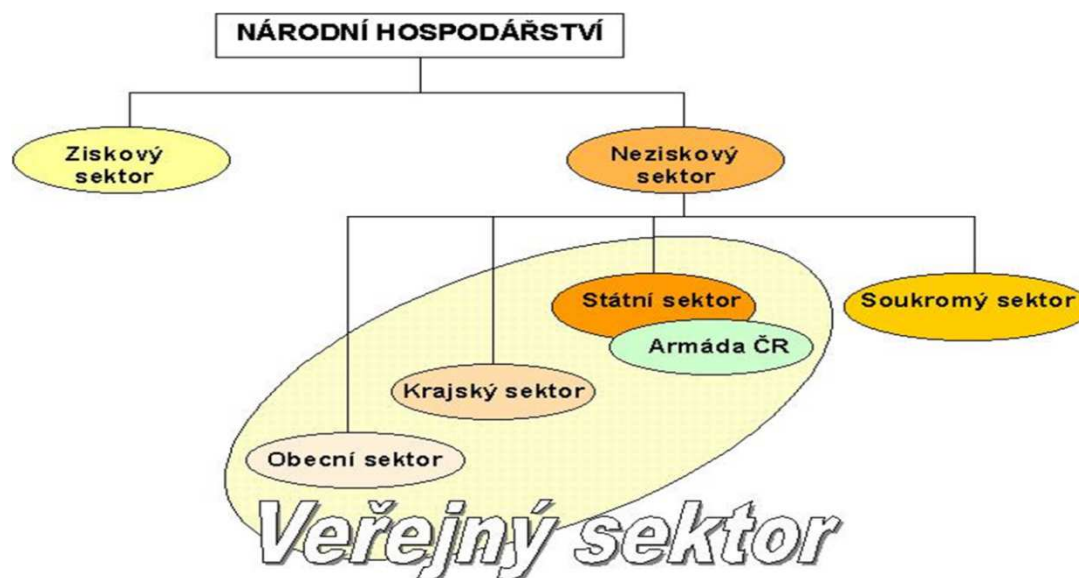 NÁRODNÍ HOSPODÁŘSTVÍ
Ziskový
sektor
Neziskový
sektor
Státní sektor
Soukromý sektor
Armáda ČR
Krajský sektor
Obecní sektor
Veřejný sektor